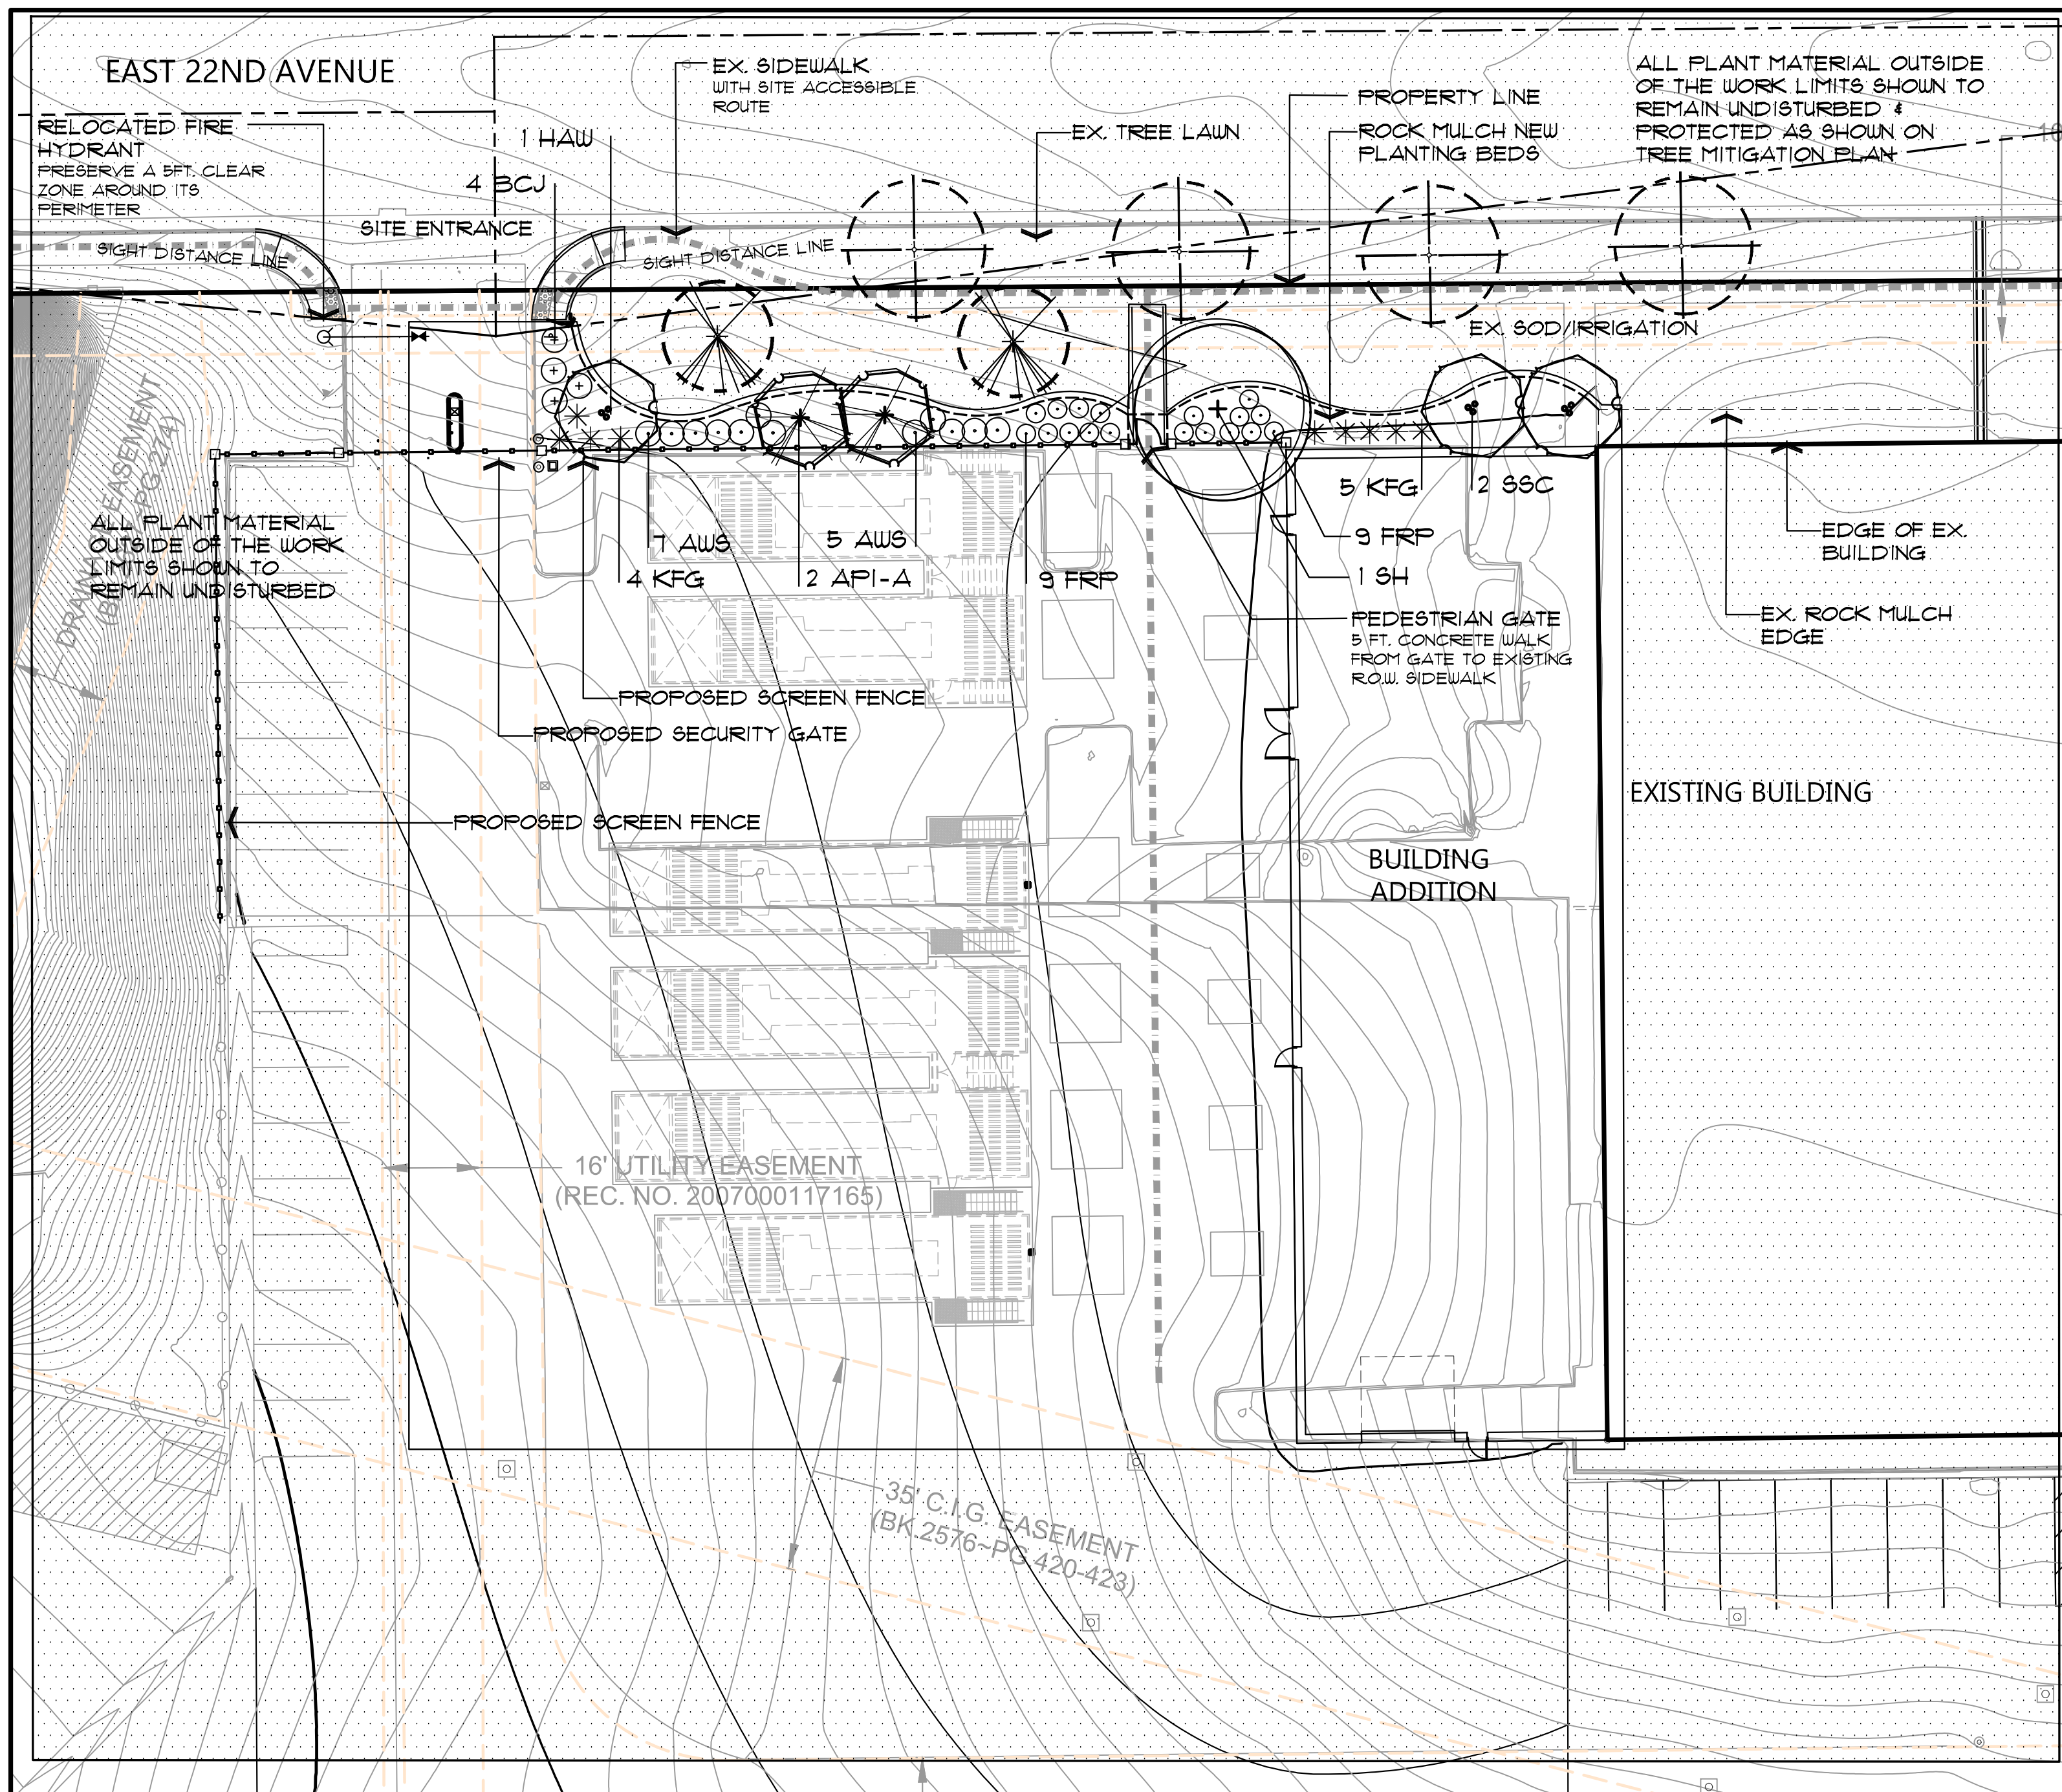 EAST 22ND AVENUE
RELOCATED FIRE
HYDRANT
PRESERVE A 5FT. CLEAR
ZONE AROUND ITS
PERIMETER
SITE ENTRANCE
SIGHT DISTANCE LINE
1 HAW
4 BCJ
EX. SIDEWALK
WITH SITE ACCESSIBLE
ROUTE
SIGHT DISTANCE LINE
EX. TREE LAWN
PROPERTY LINE
ROCK MULCH NEW
PLANTING BEDS
ALL PLANT MATERIAL OUTSIDE
OF THE WORK LIMITS SHOWN TO
REMAIN UNDISTURBED &
PROTECTED AS SHOWN ON
TREE MITIGATION PLAN
EX. SOD/IRRIGATION
ALL PLANT MATERIAL
OUTSIDE OF THE WORK
LIMITS SHOWN TO
REMAIN UNDISTURBED
EASEMENT
7 AWS
4 KFG
5 AWS
2 API-A
9 FRP
5 KFG
2 SSC
9 FRP
1 SH
PEDESTRIAN GATE
5 FT. CONCRETE WALK
FROM GATE TO EXISTING
R.O.W. SIDEWALK
EDGE OF EX.
BUILDING
EX. ROCK MULCH
EDGE
PROPOSED SCREEN FENCE
PROPOSED SECURITY GATE
PROPOSED SCREEN FENCE
EXISTING BUILDING
BUILDING
ADDITION
16' UTILITY EASEMENT
(REC. NO. 2007000117165)
35' C.I.G. EASEMENT
(BK.2576~PG.420-423)